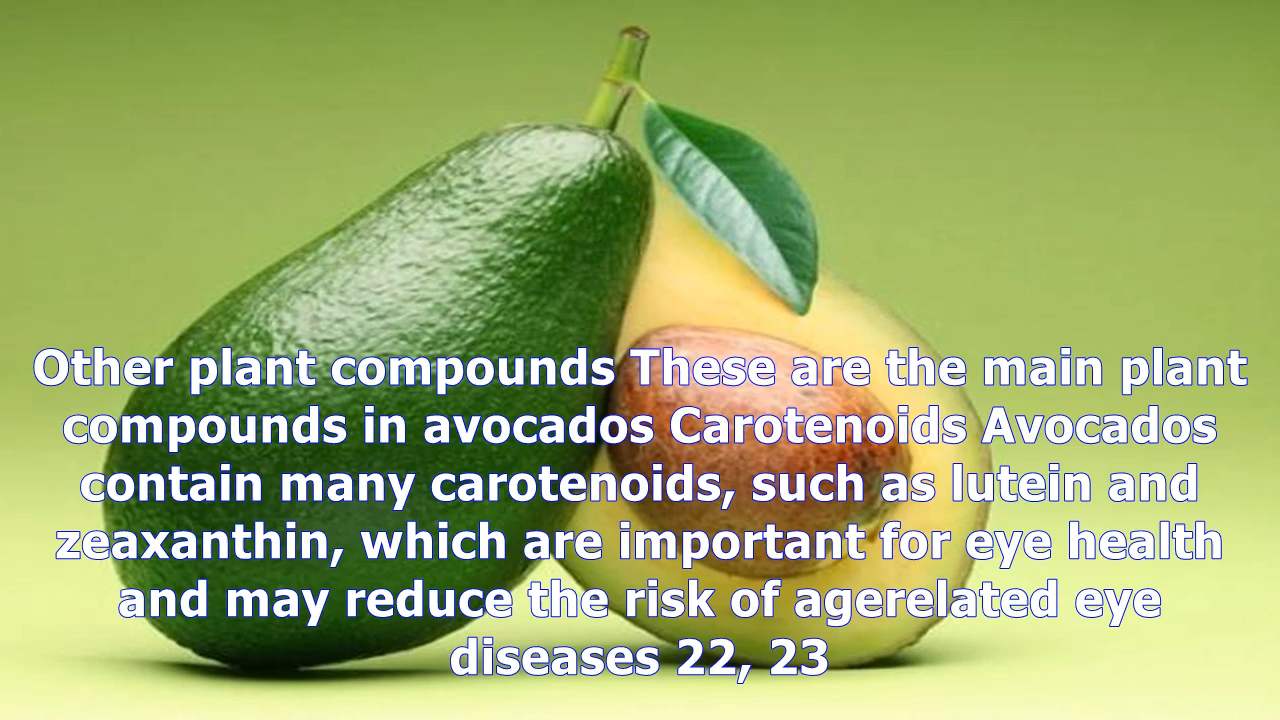 Other plant compounds These are the main plant
compounds in avocados Carotenoids Avocados
contain many carotenoids, such as lutein and
zeaxanthin, which are important for eye health
and may reduce the risk of agerelated eye
diseases 22, 23